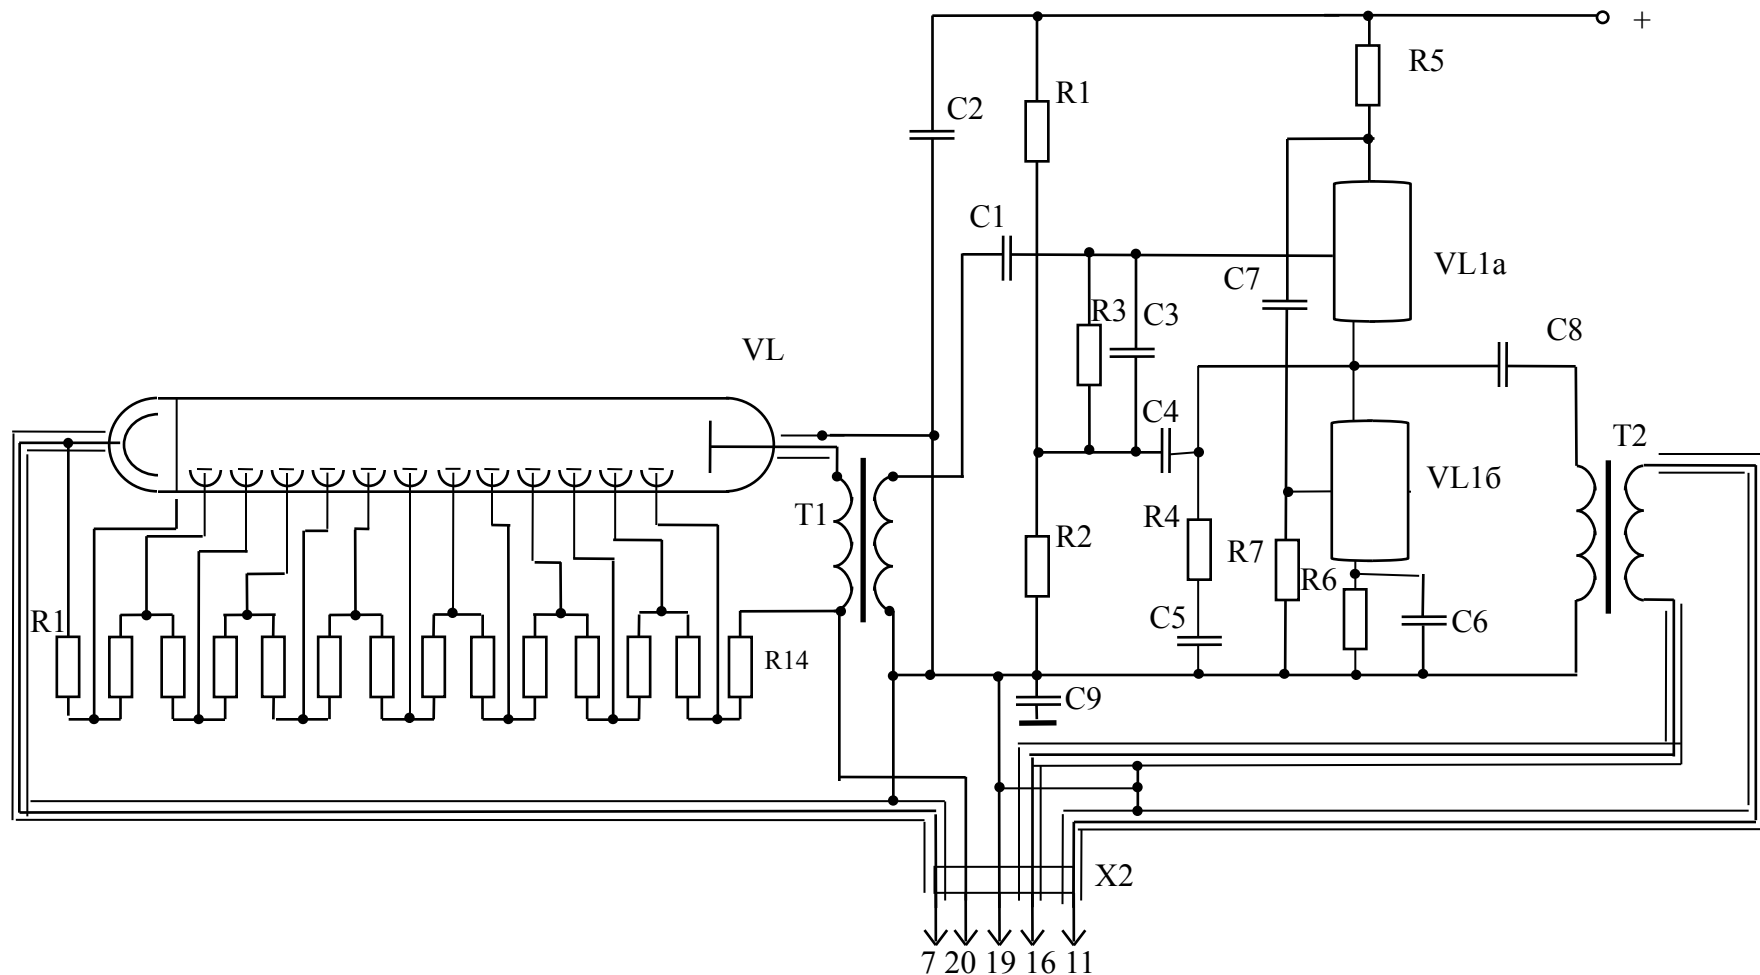 +
R5
R1
C2
C1
VL1a
C7
R3
C3
C8
VL
C4
T2
VL1б
T1
R4
R2
R7
R6
R1
C5
C6
R14
C9
X2
7 20 19 16 11